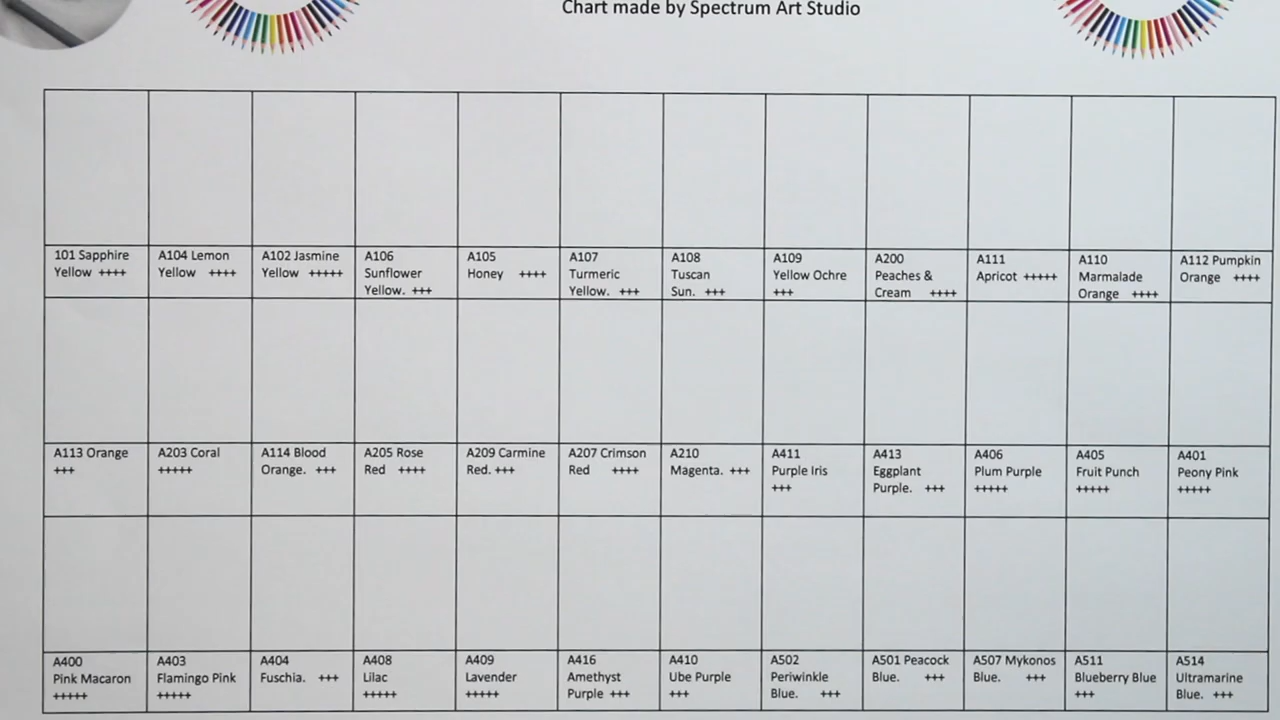 Chart made by Spectrum Art Studio
101 Sapphire
Yellow ++++
A104 Lemon
Yellow ++++
A102 Jasmine
Yellow +++++
A106
Sunflower
Yellow. +++
A105
Honey ++++
A107
Turmeric
Yellow. +++
A108
Tuscan
Sun. +++
A109
Yellow Ochre
+++
A200
Peaches &
Cream ++++
A111
Apricot +++++
A110
Marmalade
Orange ++++
A112 Pumpkin
Orange ++++
A113 Orange
+++
A203 Coral
+++++
A114 Blood
Orange. +++
A205 Rose
Red ++++
A209 Carmine
Red. +++
A207 Crimson
Red ++++
A210
Magenta. +++
A411
Purple Iris
+++
A413
Eggplant
Purple. +++
A406
Plum Purple
+++++
A405
Fruit Punch
+++++
A401
Peony Pink
+++++
A400
Pink Macaron
+++++
A403
Flamingo Pink
+++++
A404
Fuschia. +++
A408
Lilac
+++++
A409
Lavender
+++++
A416
Amethyst
Purple +++
A410
Ube Purple
+++
A502
Periwinkle
Blue. +++
A501 Peacock
Blue. +++
A507 Mykonos
Blue. +++
A511
Blueberry Blue
+++
A514
Ultramarine
Blue. +++